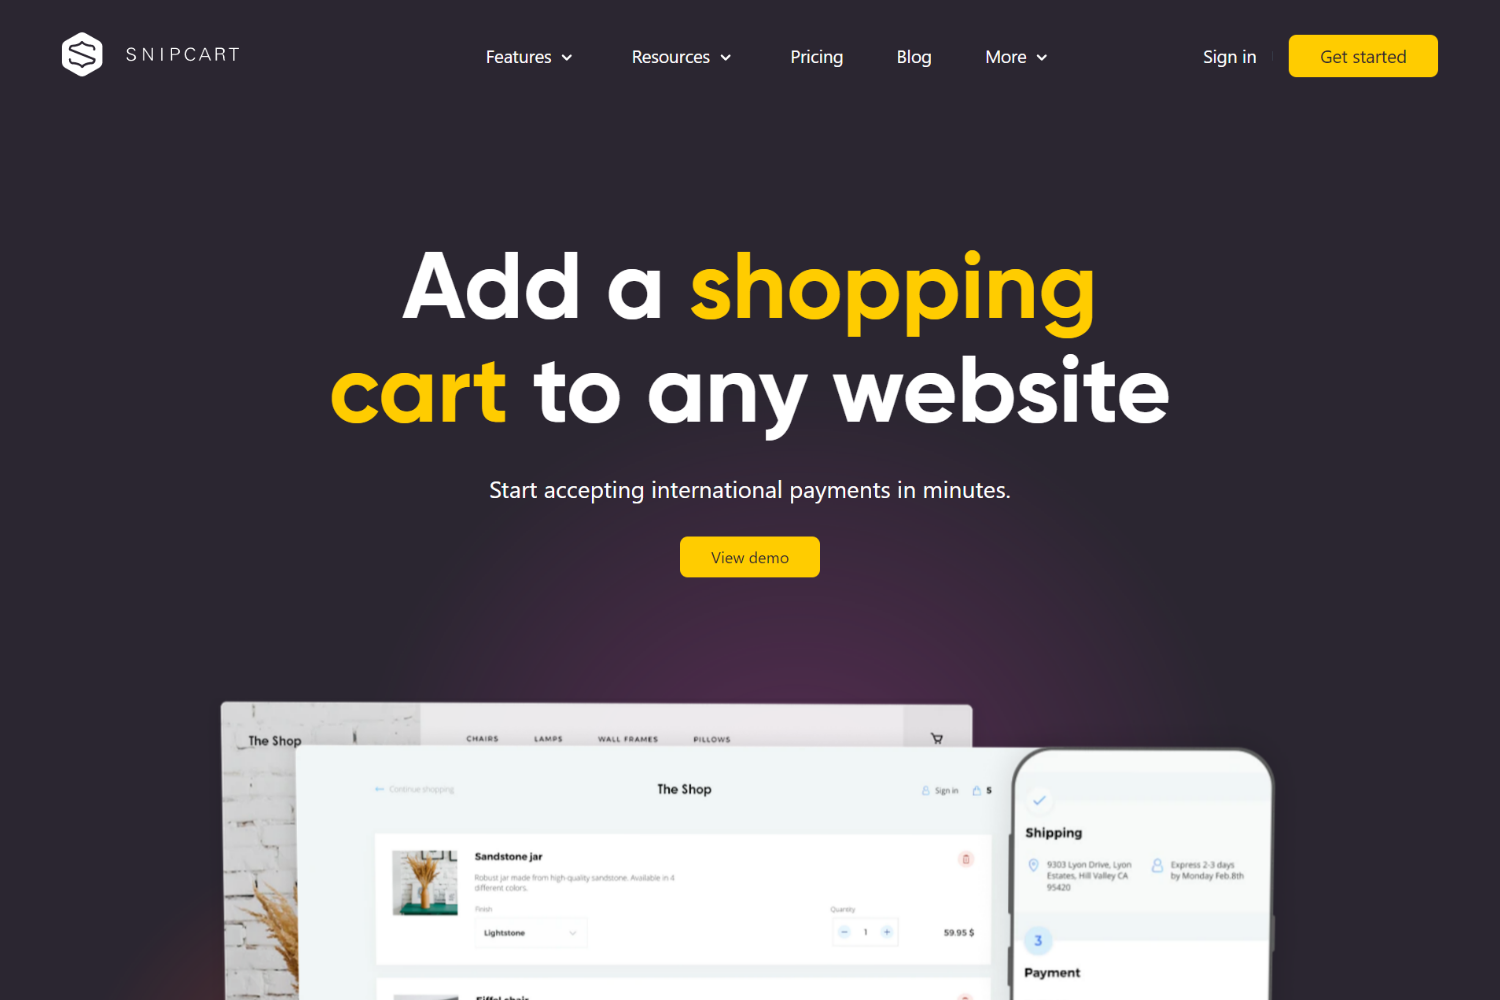 SNIPCART
Features
Resources
Pricing
Blog
More
Sign in
Get started
Add a shopping
cart to any website
Start accepting international payments in minutes.
View demo
The Shop
CHAIRS
LAMPS
WALL FRAMES
PILLOWS
Continue shopping
The Shop
Sign in
5
Sandstone jar
Robust jar made from high-quality sandstone. Available in 4
different colors.
Finish
Lightstone
Quantity
1
59.95 $
Eiffel chair
Shipping
9303 Lyon Drive, Lyon
Estates, Hill Valley CA
95420
Express 2-3 days
by Monday Feb.8th
3
Payment